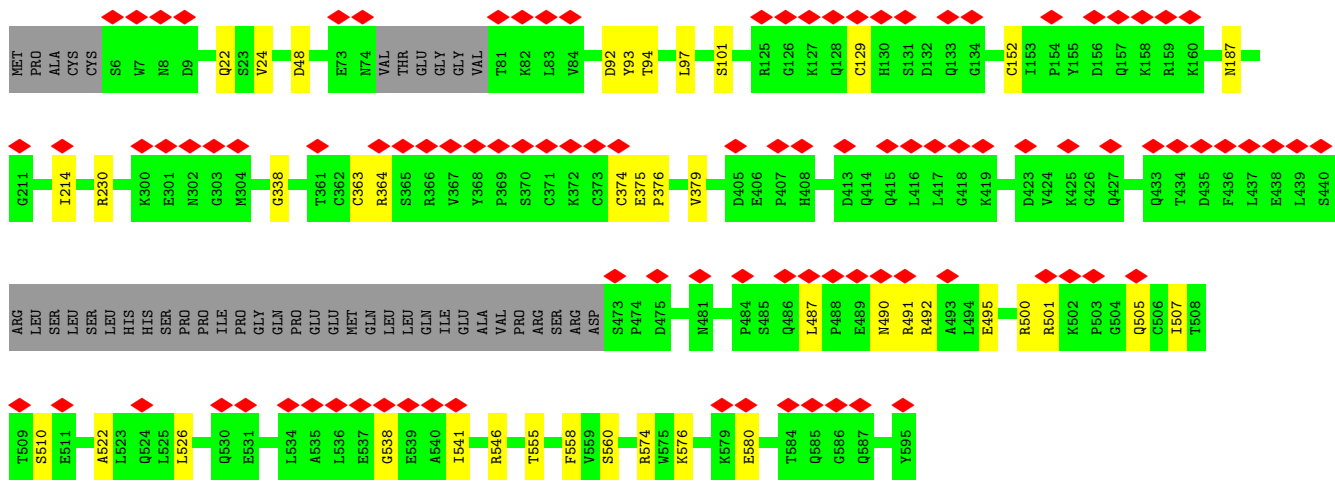 MET PRO ALA CYS CYS S6 W7 N8 D9 Q22 S23 V24 D48 E73 N74 VAL THR GLU GLY GLY VAL T81 K82 L83 V84 D92 Y93 T94 L97 S101 R125 G126 K127 Q128 C129 H130 S131 D132 Q133 G134 C152 I153 P154 Y155 D156 Q157 K158 R159 K160 N187
G211 I214 R230 K300 E301 N302 G303 M304 G338 T361 C362 C363 R364 S365 R366 V367 Y368 P369 S370 C371 K372 C373 C374 E375 P376 V379 D405 E406 P407 H408 D413 Q414 Q415 L416 L417 G418 K419 D423 V424 K425 G426 Q427 Q433 T434 D435 F436 L437 E438 L439 S440
ARG LEU SER LEU SER LEU HIS HIS SER PRO PRO ILE PRO GLY GLN PRO GLU GLU MET GLN LEU LEU GLN ILE GLU ALA VAL PRO ARG SER ARG ASP S473 P474 D475 N481 P484 S485 Q486 L487 P488 E489 N490 R491 R492 A493 L494 E495 R500 R501 K502 P503 G504 Q505 C506 I507 T508
T509 S510 E511 A522 L523 Q524 L525 L526 Q530 E531 L534 A535 L536 E537 G538 E539 A540 I541 R546 T555 F558 V559 S560 R574 W575 K576 K579 E580 T584 Q585 G586 Q587 Y595